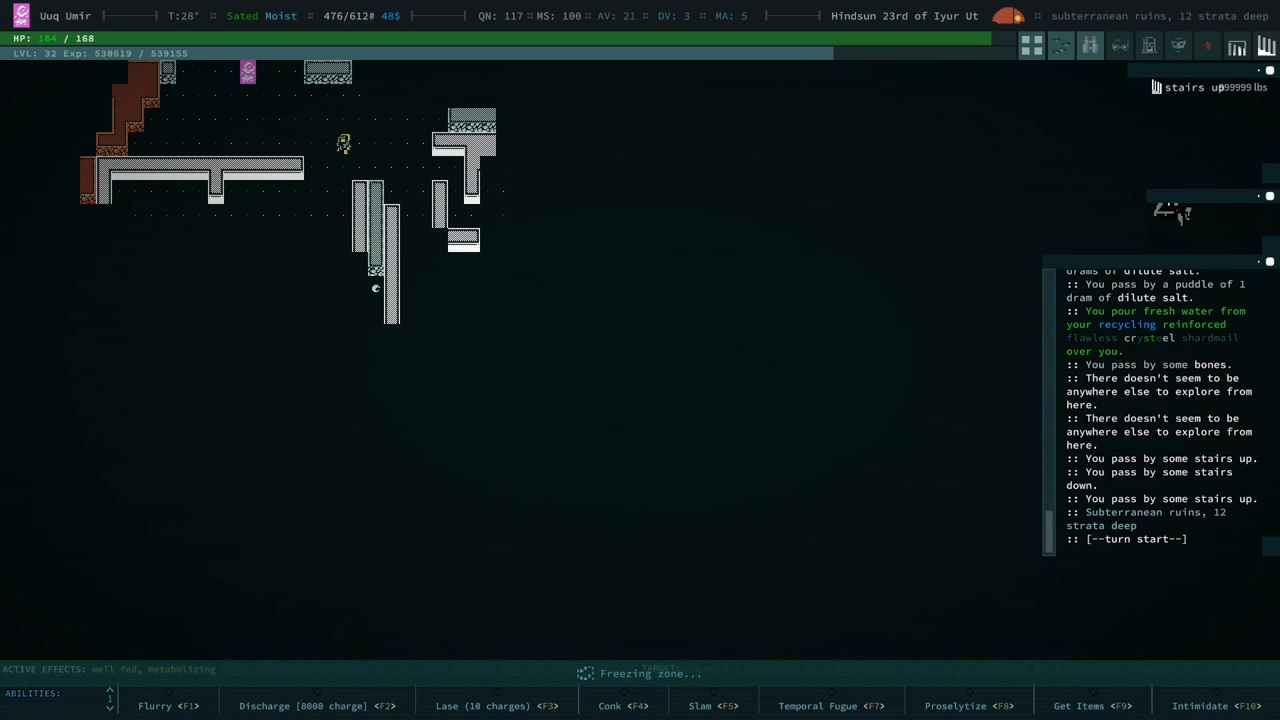 Uuq Umir T:28° Sated Moist 476/612# 48$ QN: 117 MS: 100 AV: 21 DV: 3 MA: 5 Hindsun 23rd of Iyur Ut subterranean ruins, 12 strata deep
HP: 164 / 168
LVL: 32 Exp: 530619 / 539155
stairs up 999999 lbs
drams of dilute salt.
:: You pass by a puddle of 1
dram of dilute salt.
:: You pour fresh water from
your recycling reinforced
flawless crysteel shardmail
over you.
:: You pass by some bones.
:: There doesn't seem to be
anywhere else to explore from
here.
:: There doesn't seem to be
anywhere else to explore from
here.
:: You pass by some stairs up.
:: You pass by some stairs
down.
:: You pass by some stairs up.
:: Subterranean ruins, 12
strata deep
:: [--turn start--]
ACTIVE EFFECTS: well fed, metabolizing
TARGET:
Freezing zone...
ABILITIES: 1 Flurry <F1> Discharge [8000 charge] <F2> Lase (10 charges) <F3> Conk <F4> Slam <F5> Temporal Fugue <F7> Proselytize <F8> Get Items <F9> Intimidate <F10>